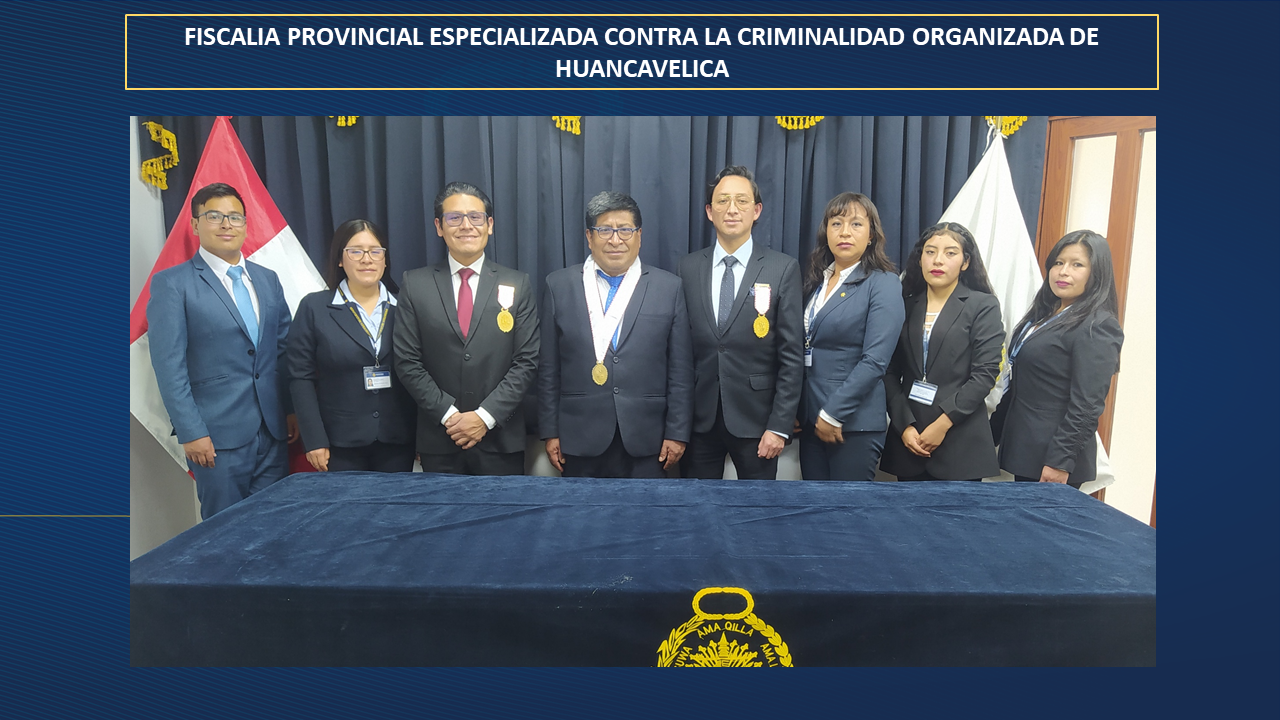 FISCALIA PROVINCIAL ESPECIALIZADA CONTRA LA CRIMINALIDAD ORGANIZADA DE
HUANCAVELICA
AMA QILLA